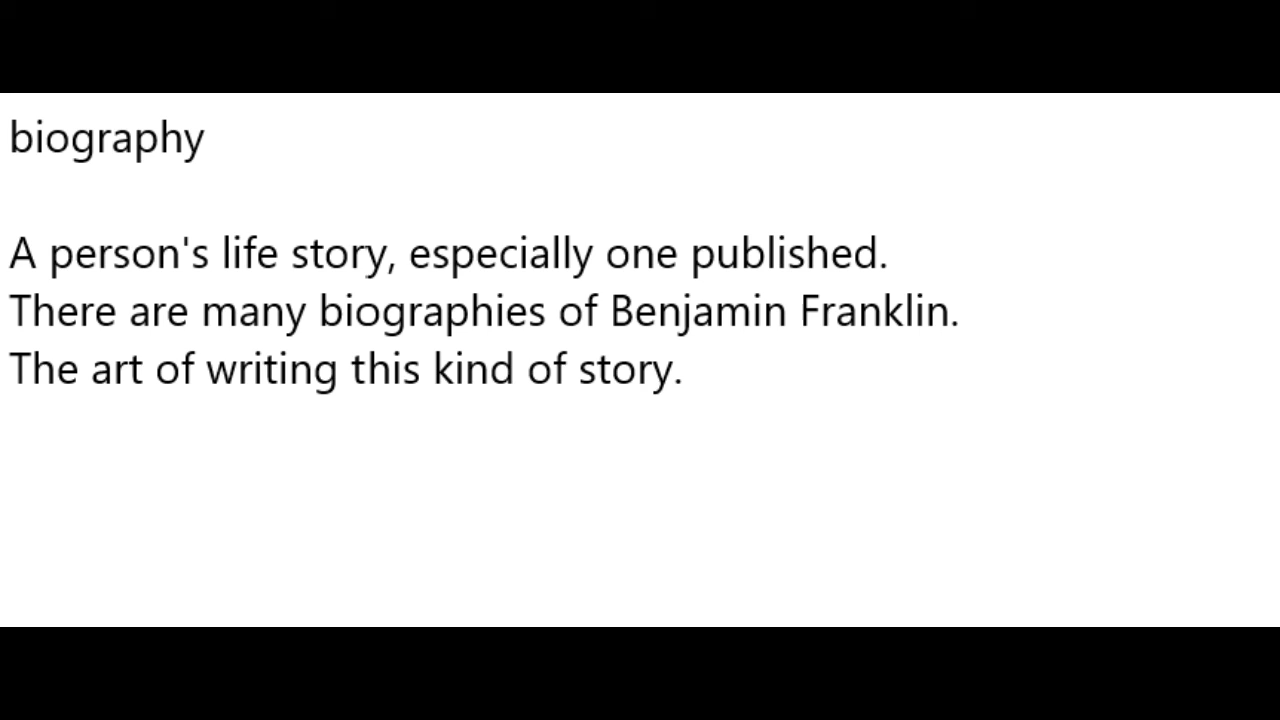 biography
A person's life story, especially one published.
There are many biographies of Benjamin Franklin.
The art of writing this kind of story.